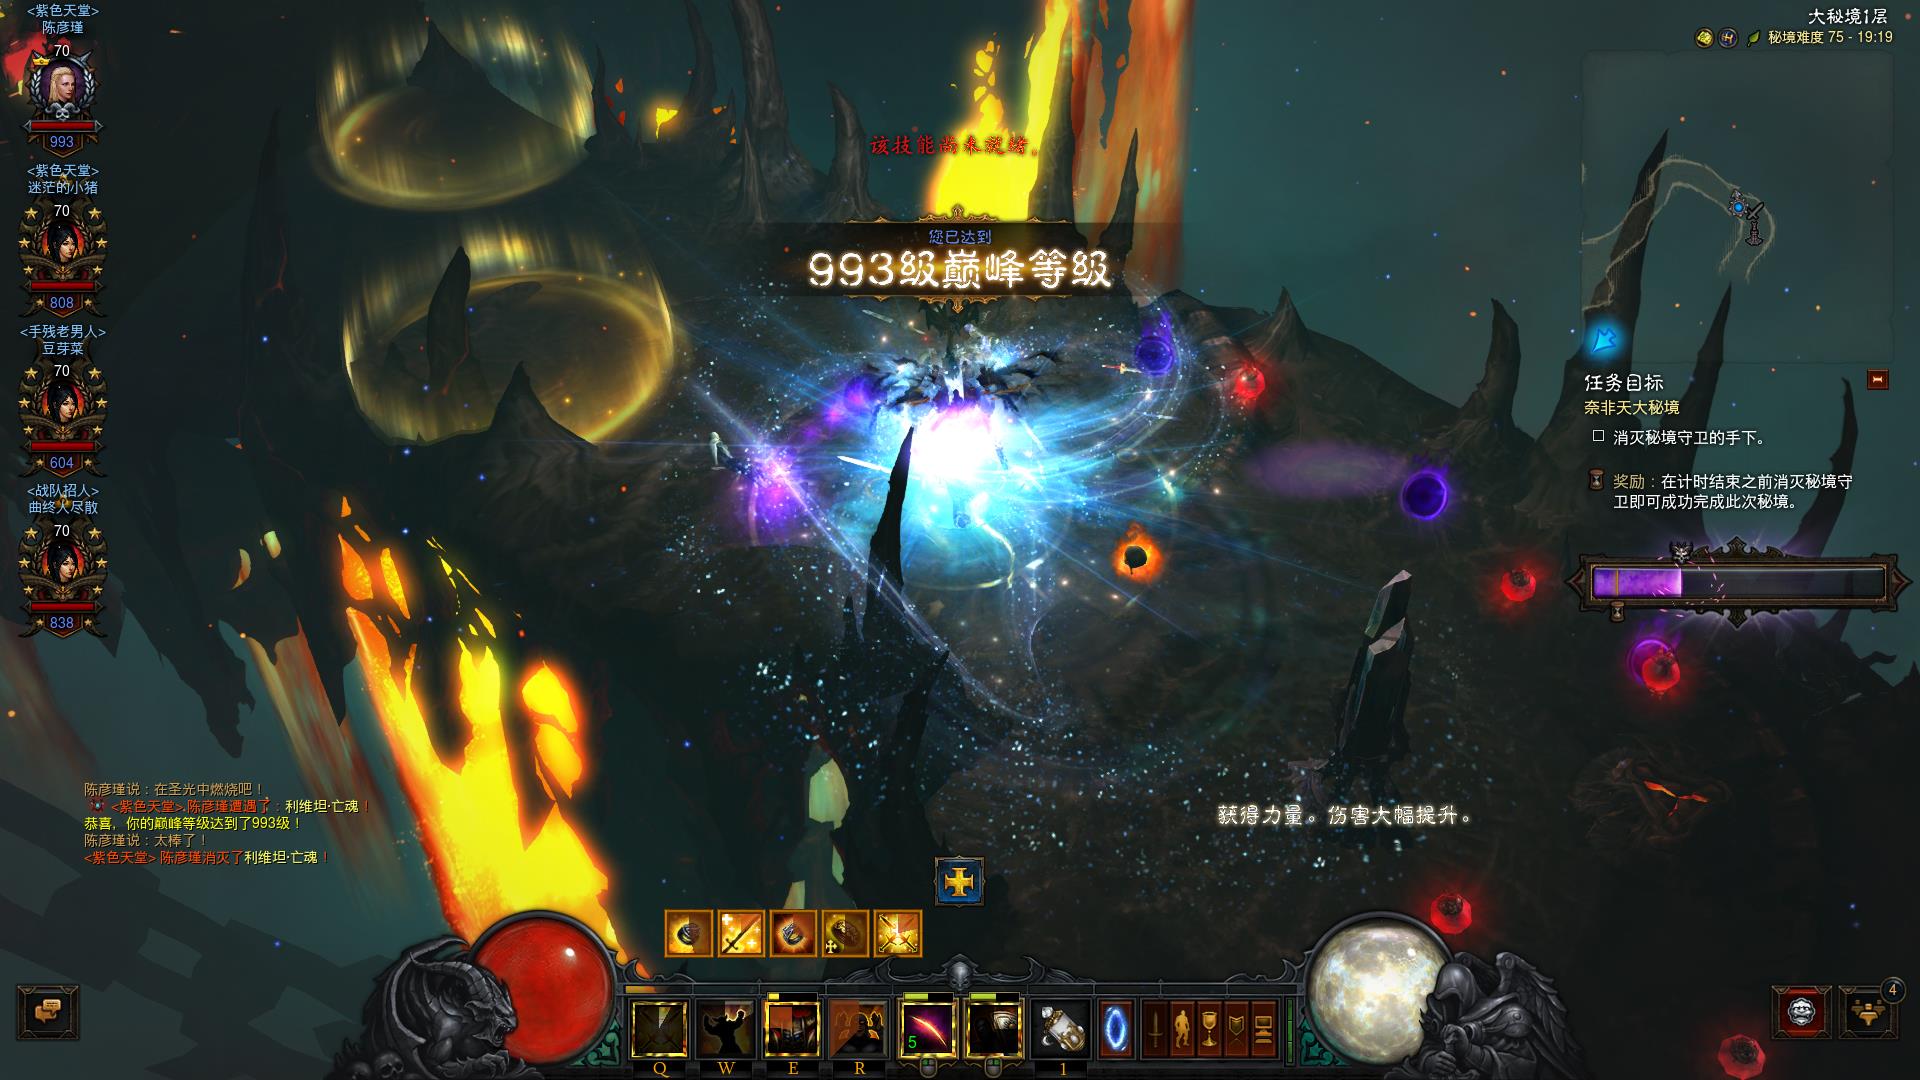 <紫色天堂>
陈彦瑾
70
993
<紫色天堂>
迷茫的小猪
70
808
<手残老男人>
豆芽菜
70
604
<战队招人>
曲终人尽散
70
838
大秘境1层
秘境难度 75 - 19:19
该技能尚未就绪。
您已达到
993级巅峰等级
任务目标
奈非天大秘境
消灭秘境守卫的手下。
奖励：在计时结束之前消灭秘境守
卫即可成功完成此次秘境。
陈彦瑾说：在圣光中燃烧吧！
<紫色天堂> 陈彦瑾遭遇了：利维坦·亡魂！
恭喜，你的巅峰等级达到了993级！
陈彦瑾说：太棒了！
<紫色天堂> 陈彦瑾消灭了利维坦·亡魂！
获得力量。伤害大幅提升。
5
Q W E R 1
4